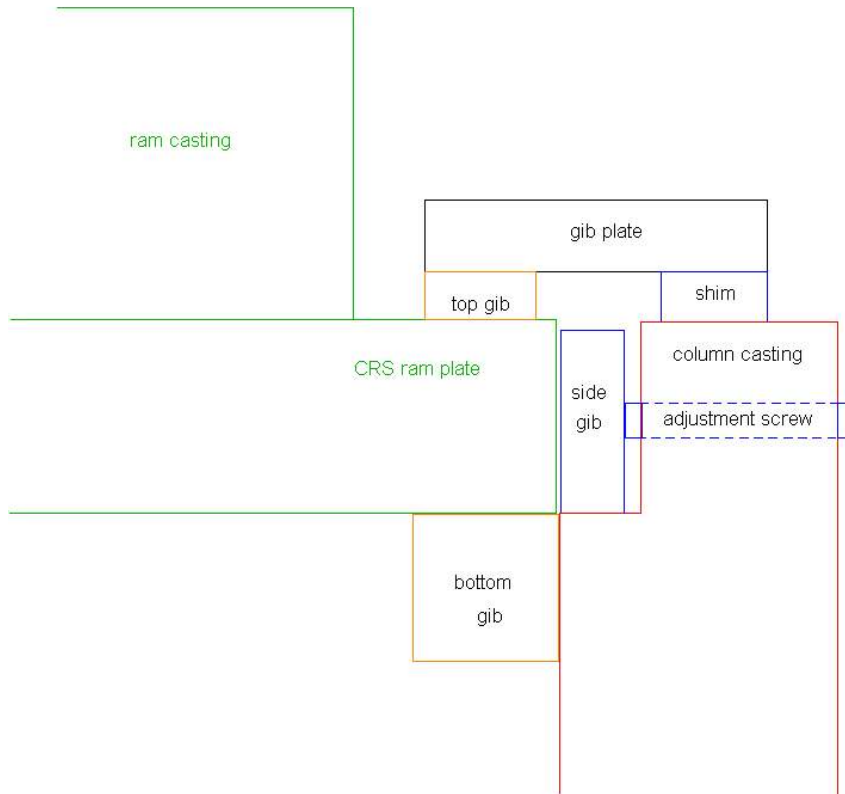 ram casting
gib plate
top gib
shim
column casting
CRS ram plate
side
gib
adjustment screw
bottom
gib